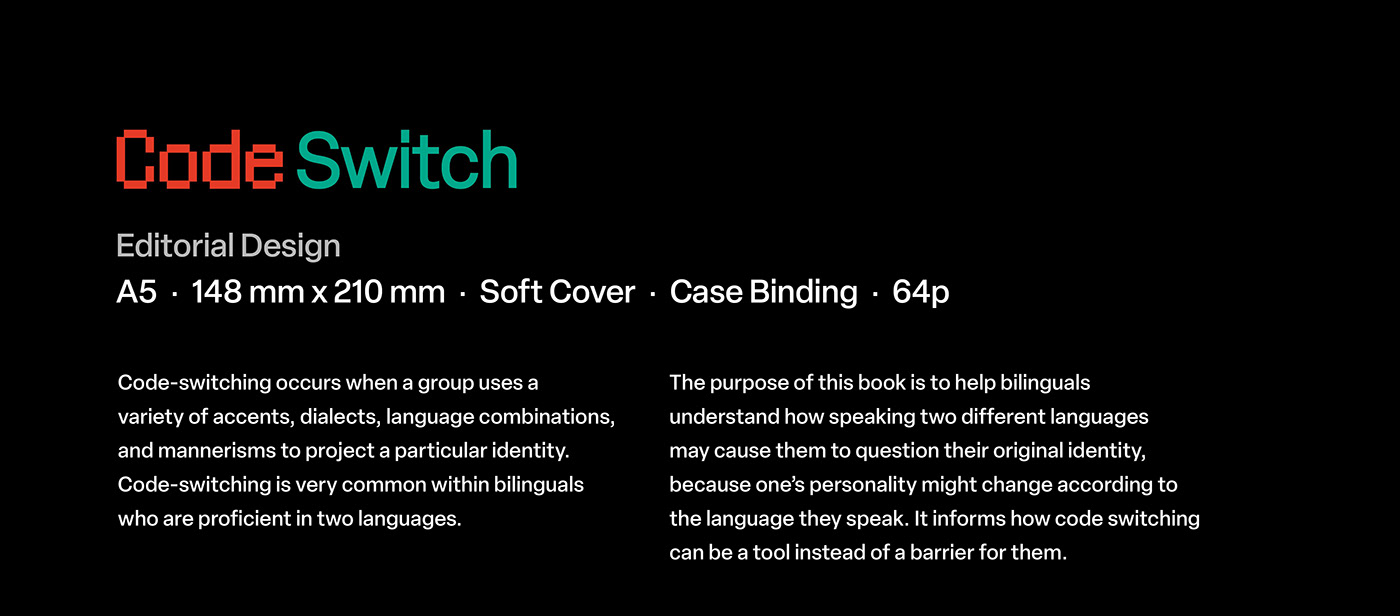 Code Switch
Editorial Design
A5 · 148 mm x 210 mm · Soft Cover · Case Binding · 64p
Code-switching occurs when a group uses a
variety of accents, dialects, language combinations,
and mannerisms to project a particular identity.
Code-switching is very common within bilinguals
who are proficient in two languages.
The purpose of this book is to help bilinguals
understand how speaking two different languages
may cause them to question their original identity,
because one’s personality might change according to
the language they speak. It informs how code switching
can be a tool instead of a barrier for them.